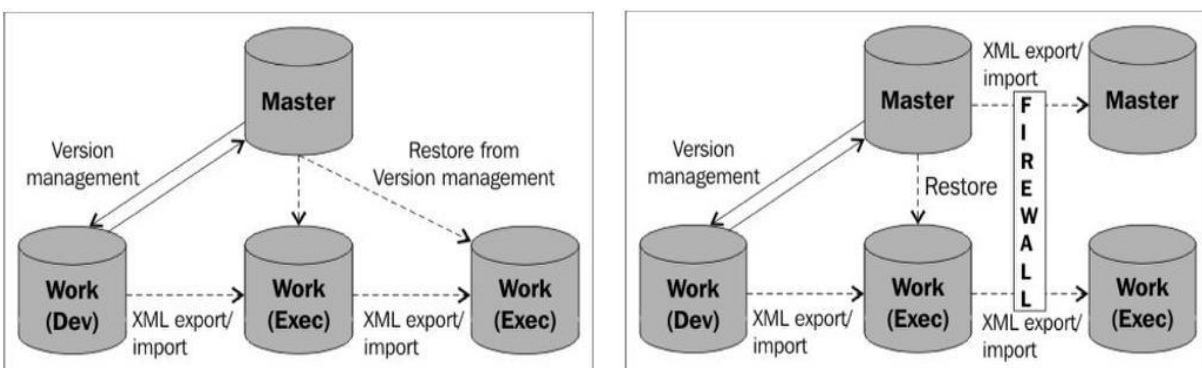 Master
Version
management
Restore from
Version management
Work
(Dev)
XML export/
import
Work
(Exec)
XML export/
import
Work
(Exec)
Master
XML export/
import
Master
FIREWALL
Version
management
Restore
Work
(Dev)
XML export/
import
Work
(Exec)
XML export/
import
Work
(Exec)